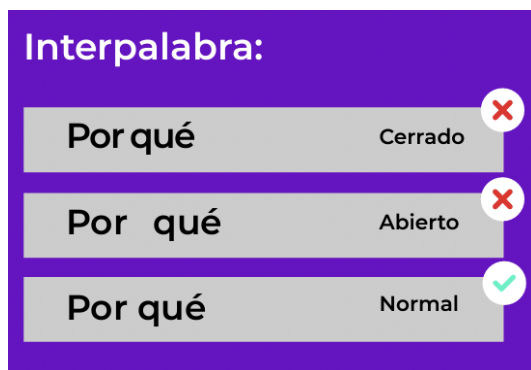 Interpalabra:
Por qué Cerrado
Por qué Abierto
Por qué Normal